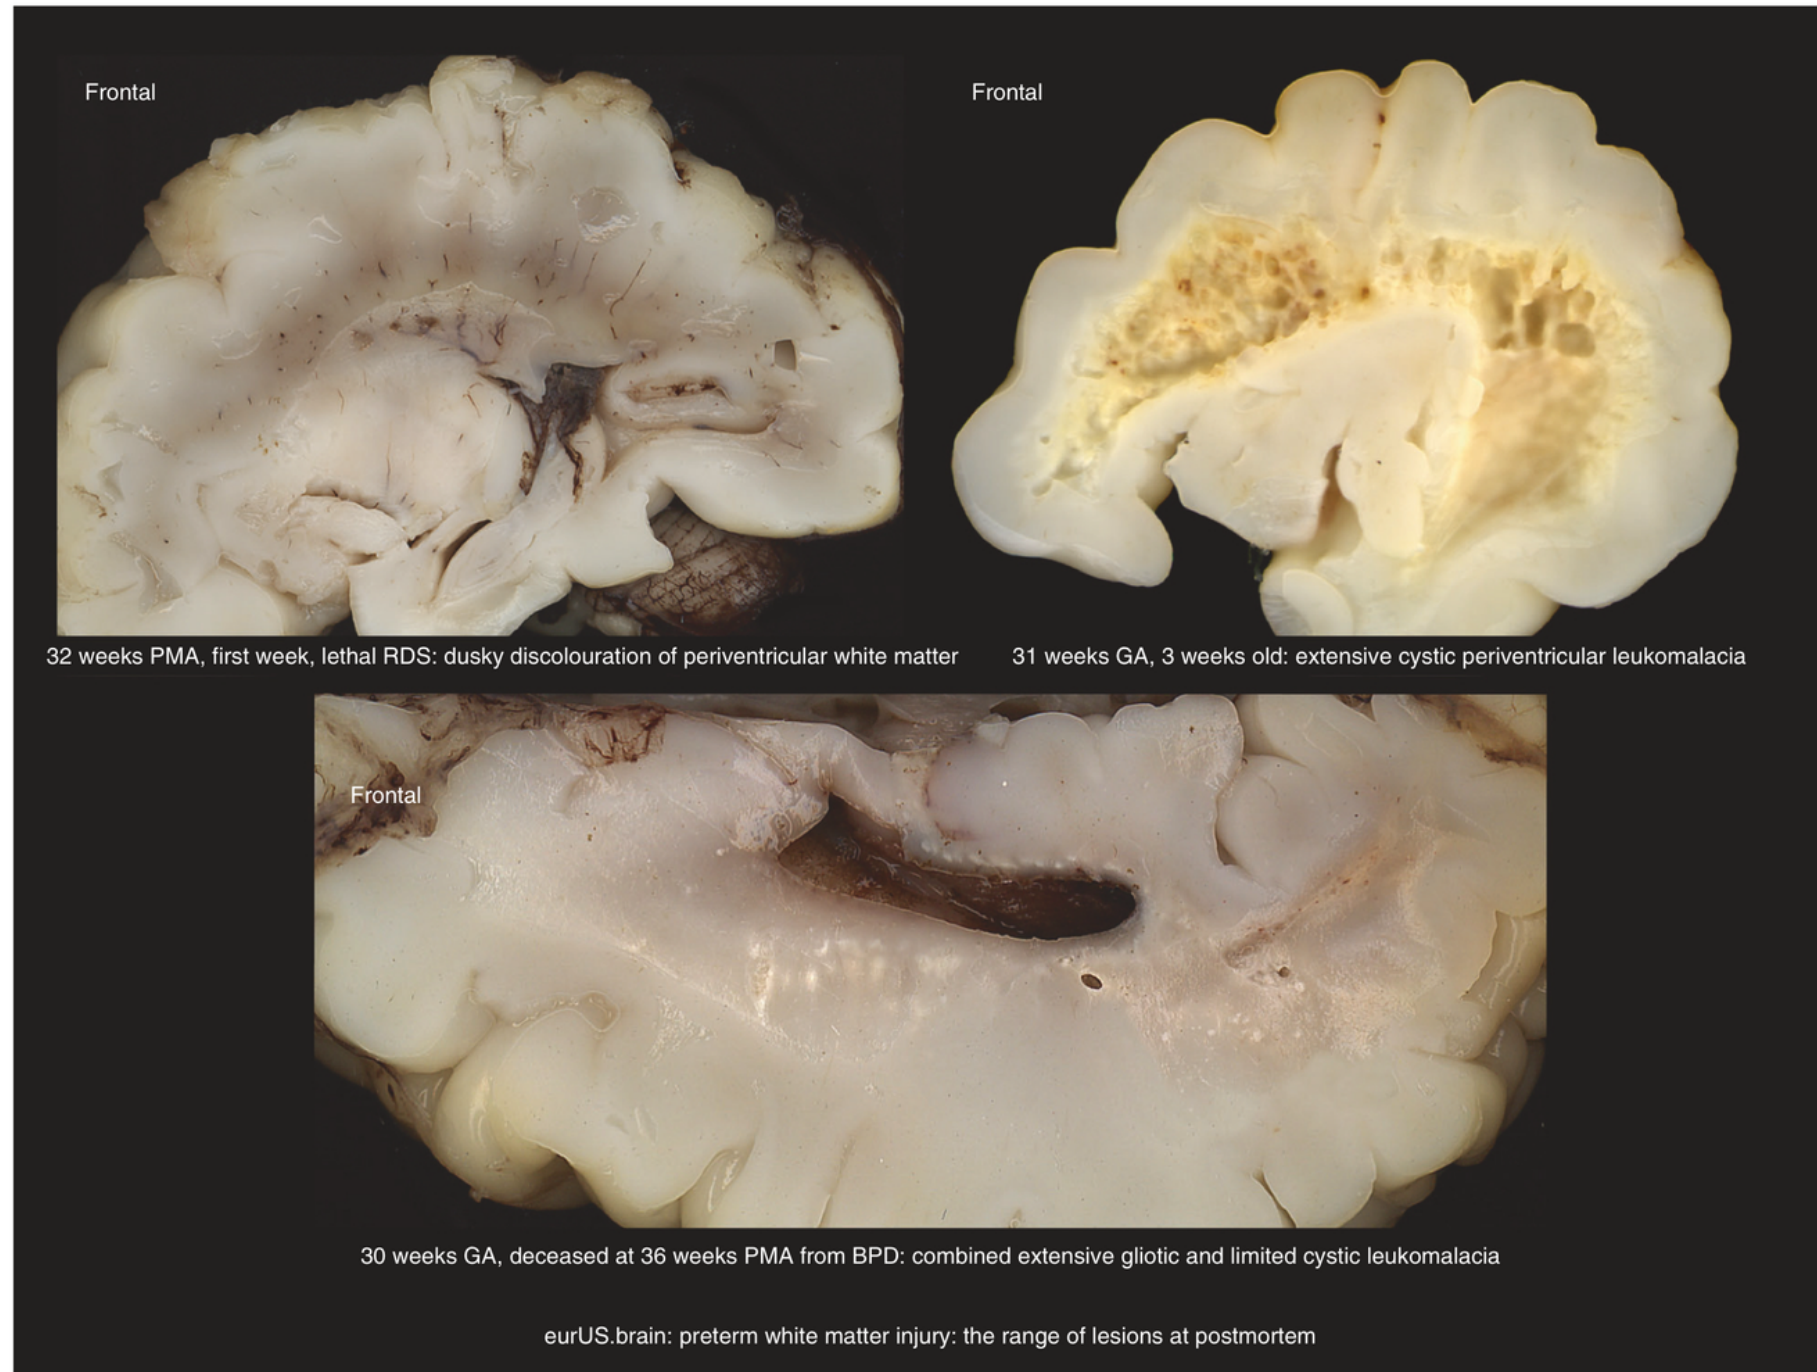 Frontal
Frontal
32 weeks PMA, first week, lethal RDS: dusky discolouration of periventricular white matter
31 weeks GA, 3 weeks old: extensive cystic periventricular leukomalacia
Frontal
30 weeks GA, deceased at 36 weeks PMA from BPD: combined extensive gliotic and limited cystic leukomalacia
eurUS.brain: preterm white matter injury: the range of lesions at postmortem